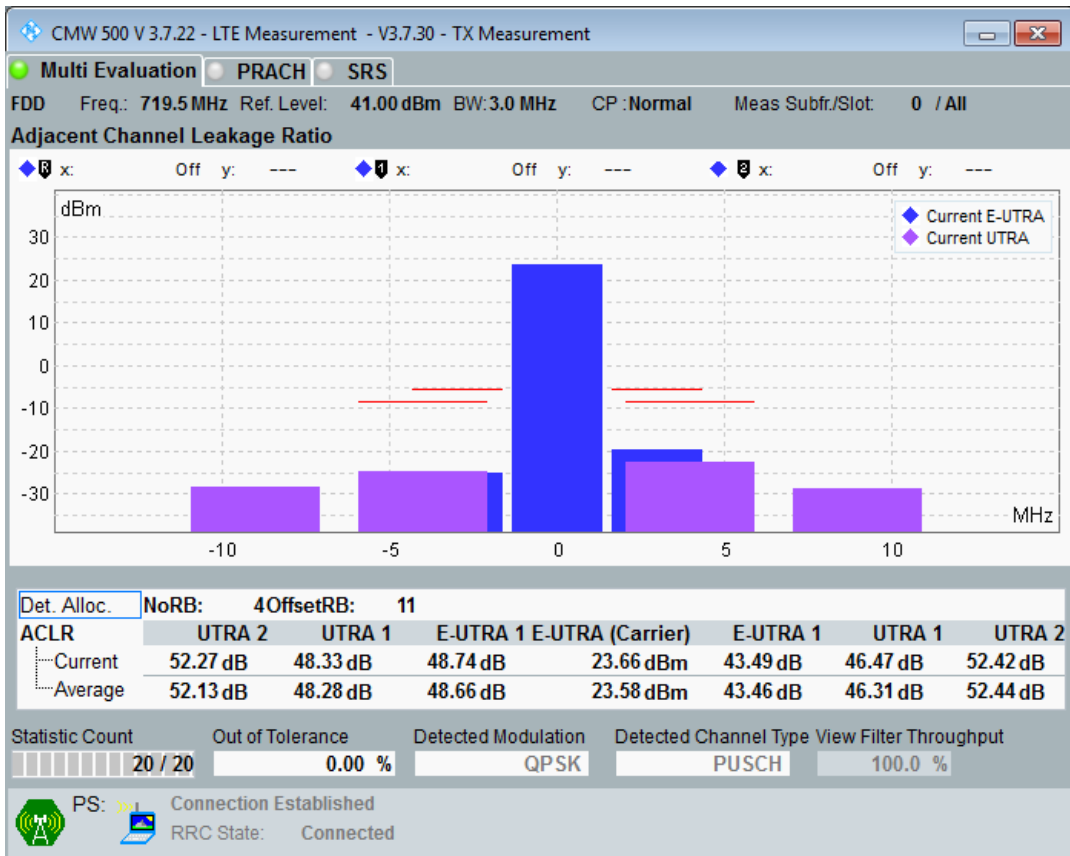 CMW 500 V 3.7.22 - LTE Measurement - V3.7.30 - TX Measurement
Multi Evaluation PRACH SRS
FDD Freq.: 719.5 MHz Ref. Level: 41.00 dBm BW: 3.0 MHz CP : Normal Meas Subfr./Slot: 0 / All
Adjacent Channel Leakage Ratio
R x: Off y: --- 1 x: Off y: --- 2 x: Off y: ---
dBm
Current E-UTRA
Current UTRA
30
20
10
0
-10
-20
-30
MHz
-10 -5 0 5 10
Det. Alloc. NoRB: 4 OffsetRB: 11
ACLR UTRA 2 UTRA 1 E-UTRA 1 E-UTRA (Carrier) E-UTRA 1 UTRA 1 UTRA 2
Current 52.27 dB 48.33 dB 48.74 dB 23.66 dBm 43.49 dB 46.47 dB 52.42 dB
Average 52.13 dB 48.28 dB 48.66 dB 23.58 dBm 43.46 dB 46.31 dB 52.44 dB
Statistic Count Out of Tolerance Detected Modulation Detected Channel Type View Filter Throughput
20 / 20 0.00 % QPSK PUSCH 100.0 %
PS: Connection Established
RRC State: Connected